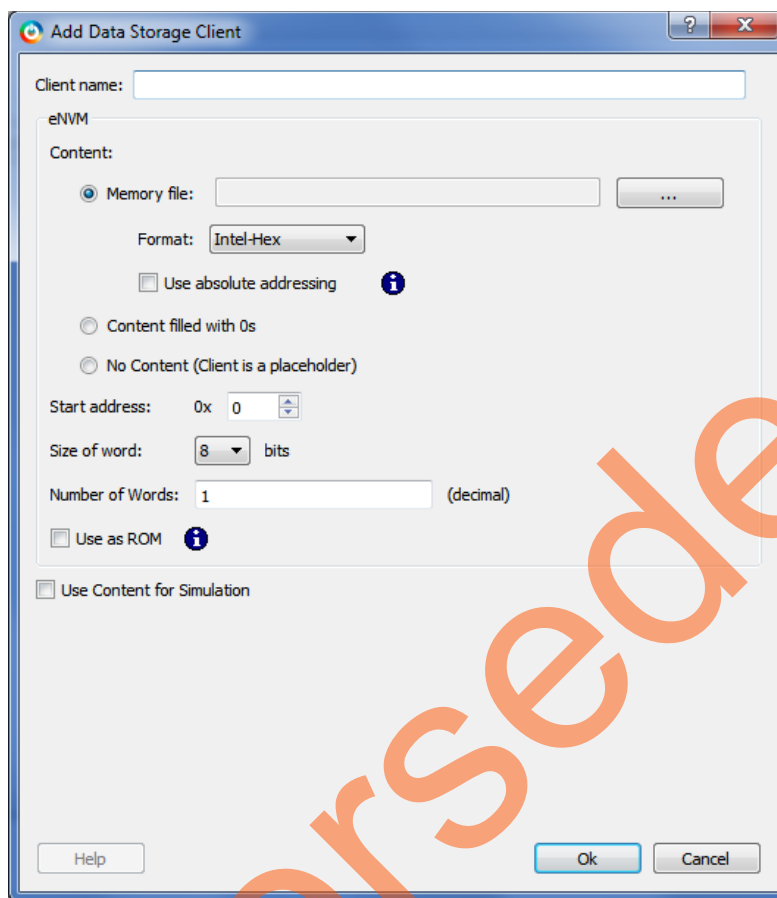 Add Data Storage Client
Client name:
eNVM
Content:
Memory file:
...
Format: Intel-Hex
Use absolute addressing
Content filled with 0s
No Content (Client is a placeholder)
Start address: 0x 0
Size of word: 8 bits
Number of Words: 1 (decimal)
Use as ROM
Use Content for Simulation
Help Ok Cancel